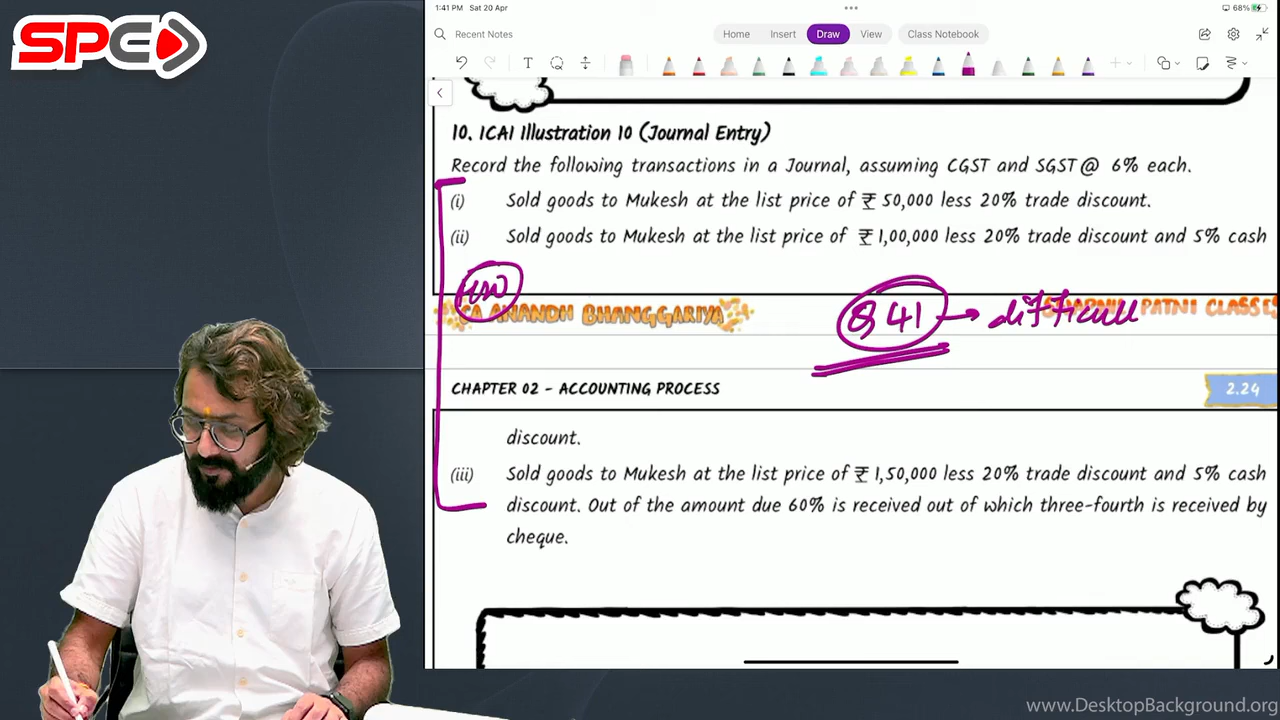 SPED
1:41 PM Sat 20 Apr
68%
Recent Notes
Home Insert Draw View Class Notebook
10. ICAI Illustration 10 (Journal Entry)
Record the following transactions in a Journal, assuming CGST and SGST @ 6% each.
(i) Sold goods to Mukesh at the list price of ₹ 50,000 less 20% trade discount.
(ii) Sold goods to Mukesh at the list price of ₹ 1,00,000 less 20% trade discount and 5% cash
HW
CA ANANDH BHANGGARIYA
Q 41 → difficult
SWAPNIL PATNI CLASSES
CHAPTER 02 - ACCOUNTING PROCESS
2.24
discount.
(iii) Sold goods to Mukesh at the list price of ₹ 1,50,000 less 20% trade discount and 5% cash
discount. Out of the amount due 60% is received out of which three-fourth is received by
cheque.
www.DesktopBackground.org